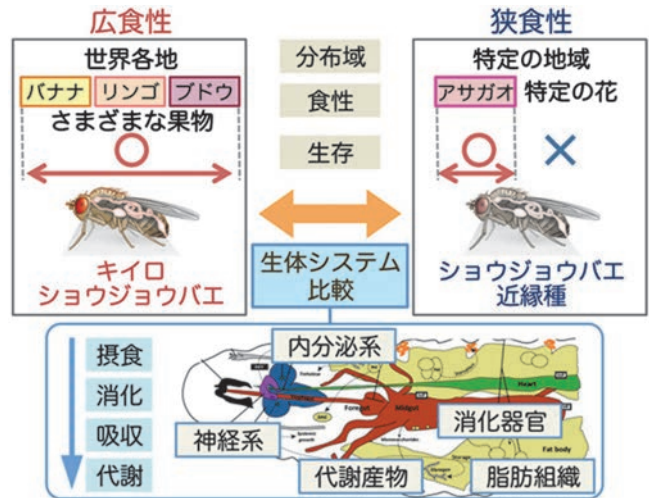 広食性
世界各地
バナナ リンゴ ブドウ
さまざまな果物
キイロ
ショウジョウバエ
分布域
食性
生存
生体システム
比較
狭食性
特定の地域
アサガオ 特定の花
ショウジョウバエ
近縁種
摂食
消化
吸収
代謝
内分泌系
神経系
消化器官
代謝産物
脂肪組織
Heart
Foregut
Midgut
Fat body